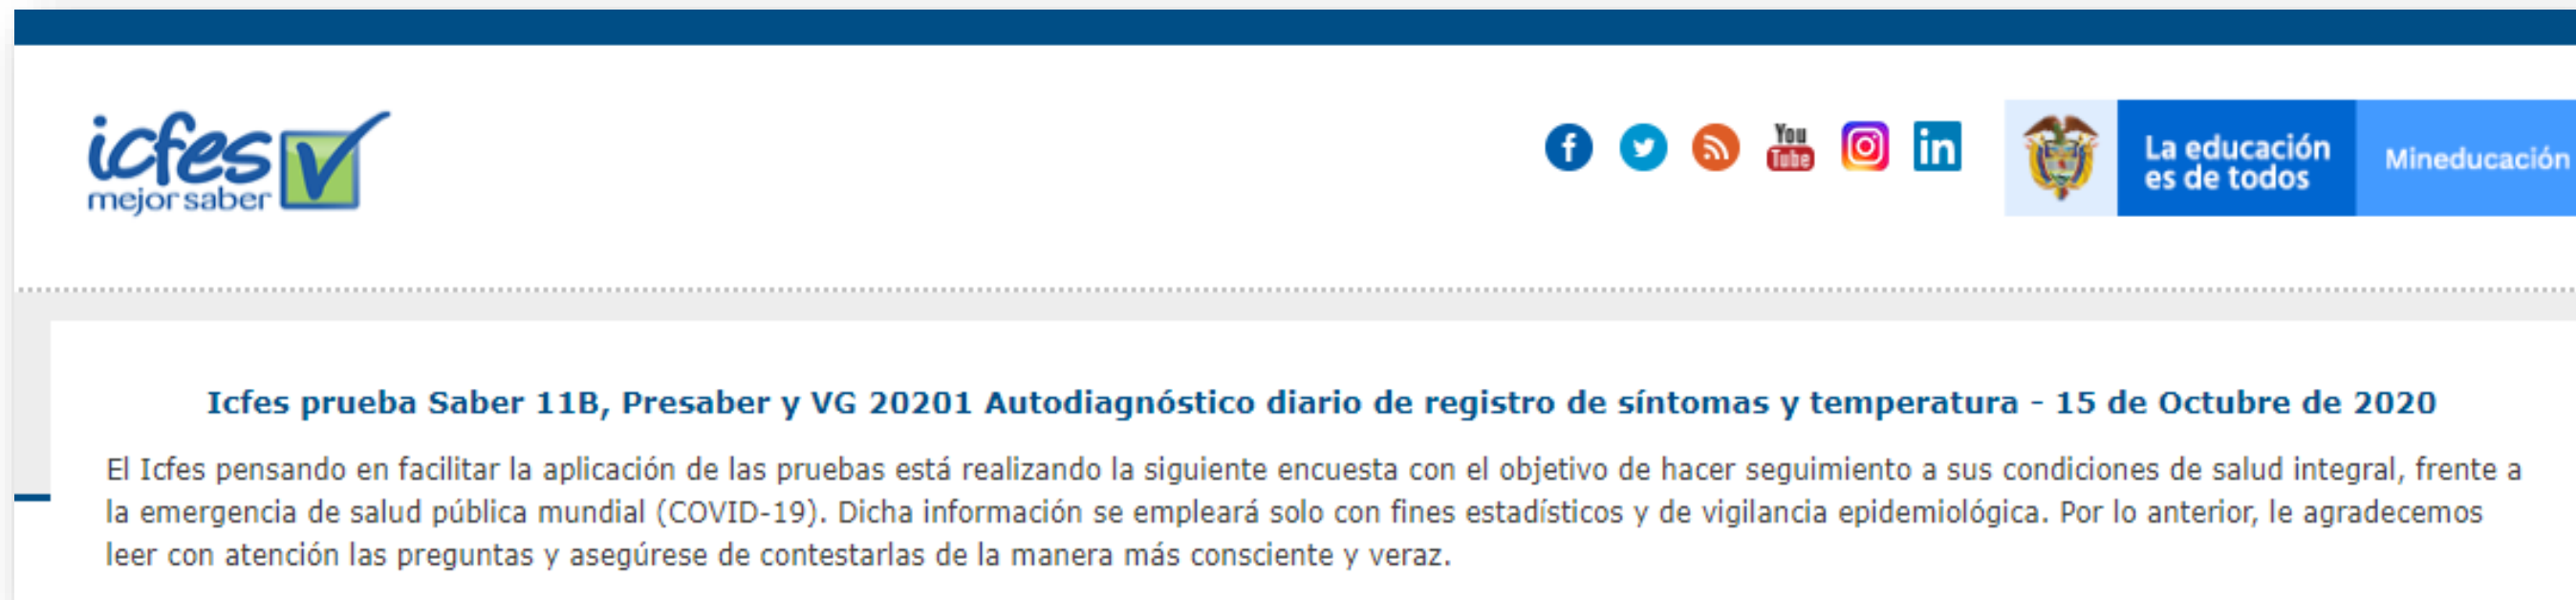 icfes
mejor saber
You
Tube
La educación
es de todos
Mineducación
Icfes prueba Saber 11B, Presaber y VG 20201 Autodiagnóstico diario de registro de síntomas y temperatura - 15 de Octubre de 2020
El Icfes pensando en facilitar la aplicación de las pruebas está realizando la siguiente encuesta con el objetivo de hacer seguimiento a sus condiciones de salud integral, frente a
la emergencia de salud pública mundial (COVID-19). Dicha información se empleará solo con fines estadísticos y de vigilancia epidemiológica. Por lo anterior, le agradecemos
leer con atención las preguntas y asegúrese de contestarlas de la manera más consciente y veraz.